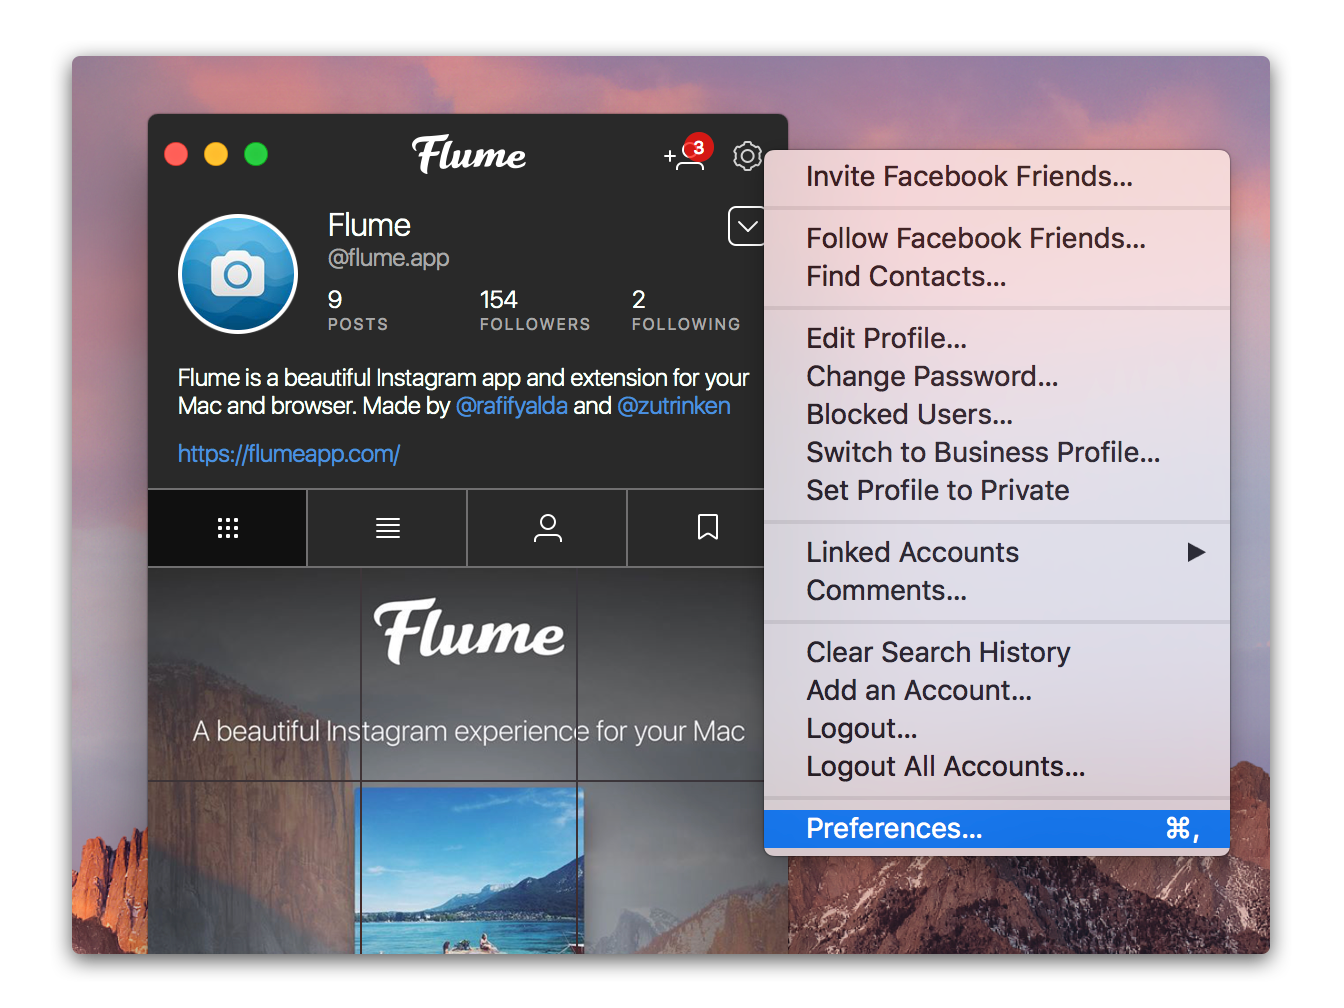 Flume
3
Flume
@flume.app
9 154 2
POSTS FOLLOWERS FOLLOWING
Flume is a beautiful Instagram app and extension for your
Mac and browser. Made by @rafifyalda and @zutrinken
https://flumeapp.com/
Flume
A beautiful Instagram experience for your Mac
Invite Facebook Friends...
Follow Facebook Friends...
Find Contacts...
Edit Profile...
Change Password...
Blocked Users...
Switch to Business Profile...
Set Profile to Private
Linked Accounts
Comments...
Clear Search History
Add an Account...
Logout...
Logout All Accounts...
Preferences... ⌘,